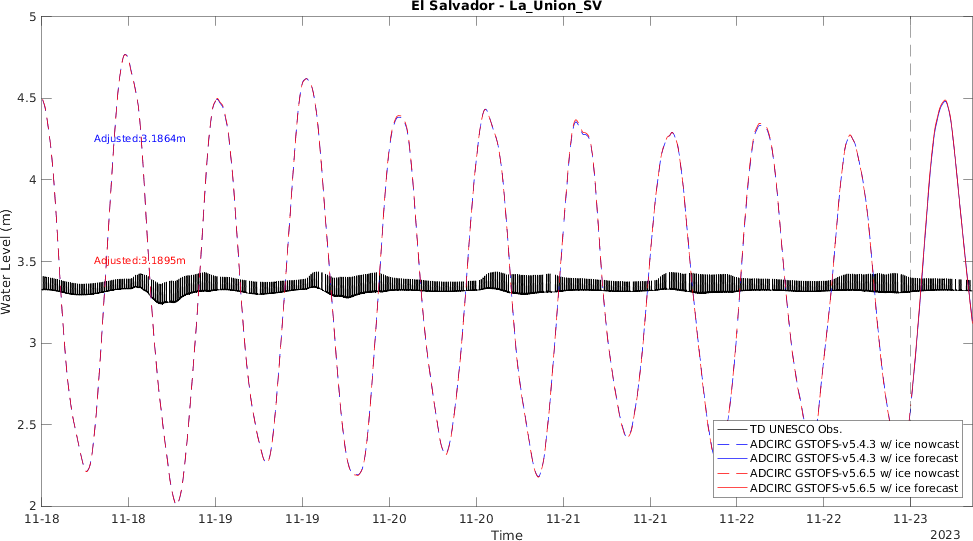 El Salvador - La_Union_SV
5
4.5
4
3.5
3
2.5
2
Water Level (m)
Adjusted:3.1864m
Adjusted:3.1895m
TD UNESCO Obs.
ADCIRC GSTOFS-v5.4.3 w/ ice nowcast
ADCIRC GSTOFS-v5.4.3 w/ ice forecast
ADCIRC GSTOFS-v5.6.5 w/ ice nowcast
ADCIRC GSTOFS-v5.6.5 w/ ice forecast
11-18 11-18 11-19 11-19 11-20 11-20 11-21 11-21 11-22 11-22 11-23
Time
2023